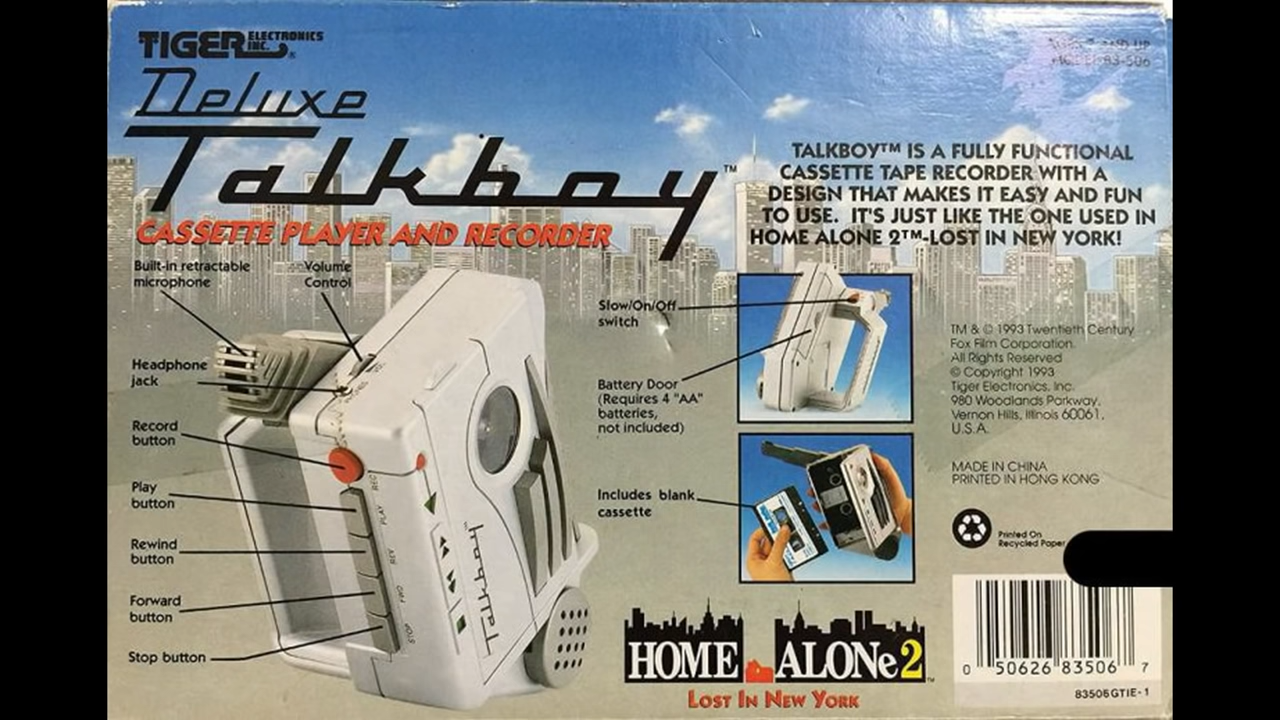 TIGER ELECTRONICS INC.®
Deluxe
Talkboy™
CASSETTE PLAYER AND RECORDER
83-506
TALKBOY™ IS A FULLY FUNCTIONAL
CASSETTE TAPE RECORDER WITH A
DESIGN THAT MAKES IT EASY AND FUN
TO USE. IT'S JUST LIKE THE ONE USED IN
HOME ALONE 2™-LOST IN NEW YORK!
Built-in retractable
microphone
Volume
Control
Headphone
jack
Record
button
Play
button
Rewind
button
Forward
button
Stop button
REC
PLAY
REV
FWD
STOP
Talkboy
Slow/On/Off
switch
Battery Door
(Requires 4 "AA"
batteries,
not included)
Includes blank
cassette
TM & © 1993 Twentieth Century
Fox Film Corporation.
All Rights Reserved
© Copyright 1993
Tiger Electronics, Inc.
980 Woodlands Parkway,
Vernon Hills, Illinois 60061,
U.S.A.
MADE IN CHINA
PRINTED IN HONG KONG
Printed On
Recycled Paper
HOME ALONe 2™
LOST IN NEW YORK
0 50626 83506 7
83506GTIE-1